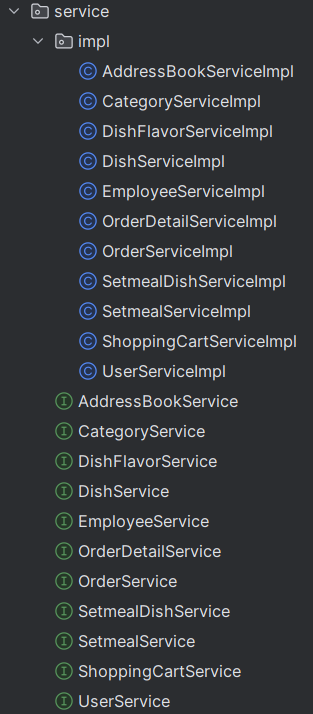 service
impl
AddressBookServiceImpl
CategoryServiceImpl
DishFlavorServiceImpl
DishServiceImpl
EmployeeServiceImpl
OrderDetailServiceImpl
OrderServiceImpl
SetmealDishServiceImpl
SetmealServiceImpl
ShoppingCartServiceImpl
UserServiceImpl
AddressBookService
CategoryService
DishFlavorService
DishService
EmployeeService
OrderDetailService
OrderService
SetmealDishService
SetmealService
ShoppingCartService
UserService